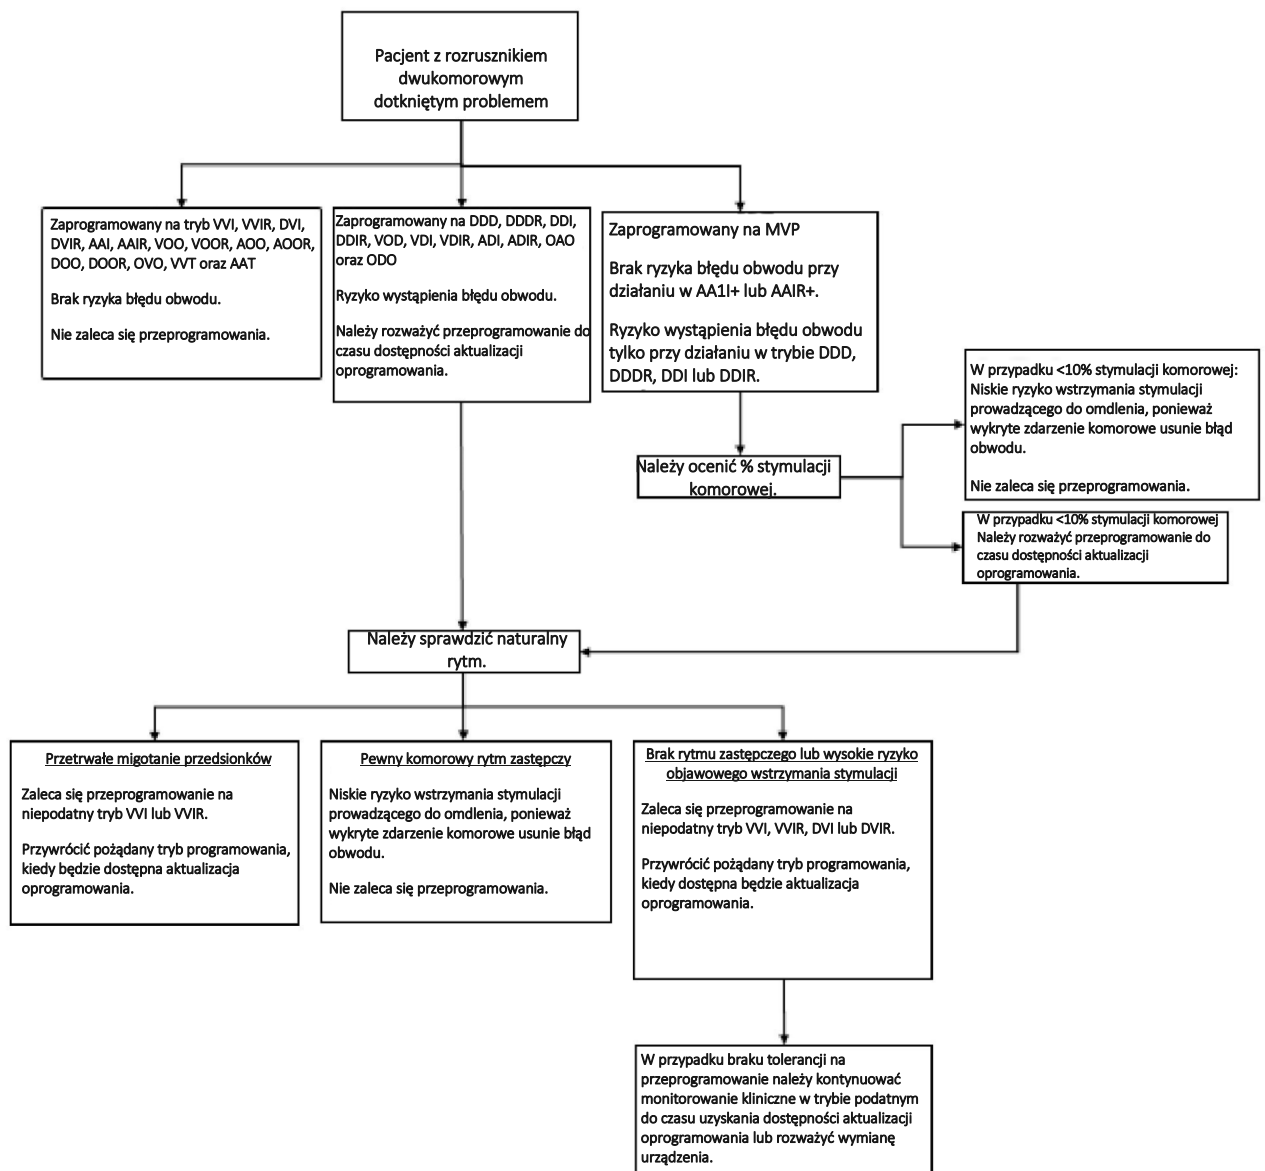 Pacjent z rozrusznikiem
dwukomorowym
dotkniętym problemem
Zaprogramowany na tryb VVI, VVIR, DVI,
DVIR, AAI, AAIR, VOO, VOOR, AOO, AOOR,
DOO, DOOR, OVO, VVT oraz AAT
Brak ryzyka błędu obwodu.
Nie zaleca się przeprogramowania.
Zaprogramowany na DDD, DDDR, DDI,
DDIR, VOD, VDI, VDIR, ADI, ADIR, OAO
oraz ODO
Ryzyko wystąpienia błędu obwodu.
Należy rozważyć przeprogramowanie do
czasu dostępności aktualizacji
oprogramowania.
Zaprogramowany na MVP
Brak ryzyka błędu obwodu przy
działaniu w AA1I+ lub AAIR+.
Ryzyko wystąpienia błędu obwodu
tylko przy działaniu w trybie DDD,
DDDR, DDI lub DDIR.
Należy ocenić % stymulacji
komorowej.
W przypadku <10% stymulacji komorowej:
Niskie ryzyko wstrzymania stymulacji
prowadzącego do omdlenia, ponieważ
wykryte zdarzenie komorowe usunie błąd
obwodu.
Nie zaleca się przeprogramowania.
W przypadku <10% stymulacji komorowej
Należy rozważyć przeprogramowanie do
czasu dostępności aktualizacji
oprogramowania.
Należy sprawdzić naturalny
rytm.
Przetrwałe migotanie przedsionków
Zaleca się przeprogramowanie na
niepodatny tryb VVI lub VVIR.
Przywrócić pożądany tryb programowania,
kiedy będzie dostępna aktualizacja
oprogramowania.
Pewny komorowy rytm zastępczy
Niskie ryzyko wstrzymania stymulacji
prowadzącego do omdlenia, ponieważ
wykryte zdarzenie komorowe usunie błąd
obwodu.
Nie zaleca się przeprogramowania.
Brak rytmu zastępczego lub wysokie ryzyko
objawowego wstrzymania stymulacji
Zaleca się przeprogramowanie na
niepodatny tryb VVI, VVIR, DVI lub DVIR.
Przywrócić pożądany tryb programowania,
kiedy dostępna będzie aktualizacja
oprogramowania.
W przypadku braku tolerancji na
przeprogramowanie należy kontynuować
monitorowanie kliniczne w trybie podatnym
do czasu uzyskania dostępności aktualizacji
oprogramowania lub rozważyć wymianę
urządzenia.